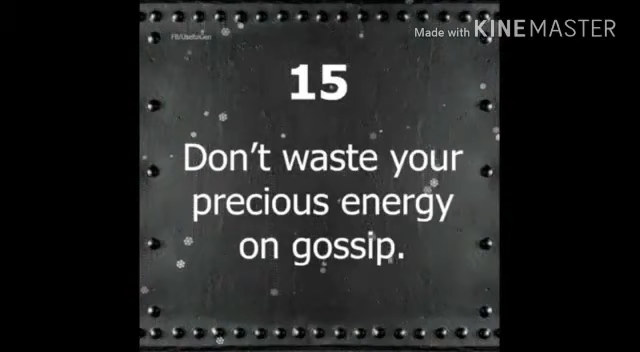 Made with KINEMASTER
15
Don't waste your
precious energy
on gossip.